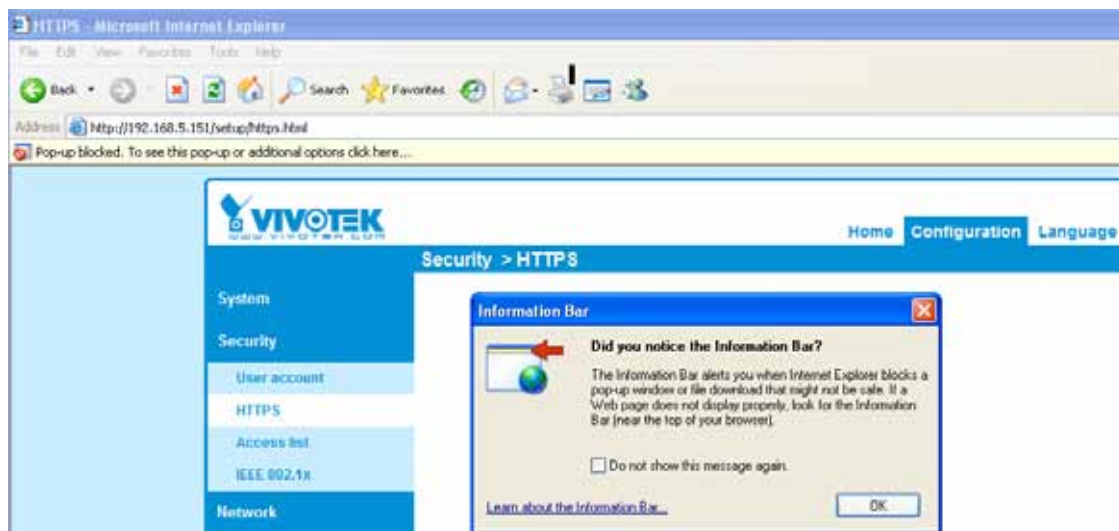 HTTPS - Microsoft Internet Explorer
File Edit View Favorites Tools Help
Back Search Favorites
Address http://192.168.5.151/setup/https.html
Pop-up blocked. To see this pop-up or additional options click here....
VIVOTEK
WWW.VIVOTEK.COM
Home Configuration Language
Security > HTTPS
System
Security
User account
HTTPS
Access list
IEEE 802.1x
Network
Information Bar
Did you notice the Information Bar?
The Information Bar alerts you when Internet Explorer blocks a
pop-up window or file download that might not be safe. If a
Web page does not display properly, look for the Information
Bar (near the top of your browser).
Do not show this message again.
Learn about the Information Bar...
OK